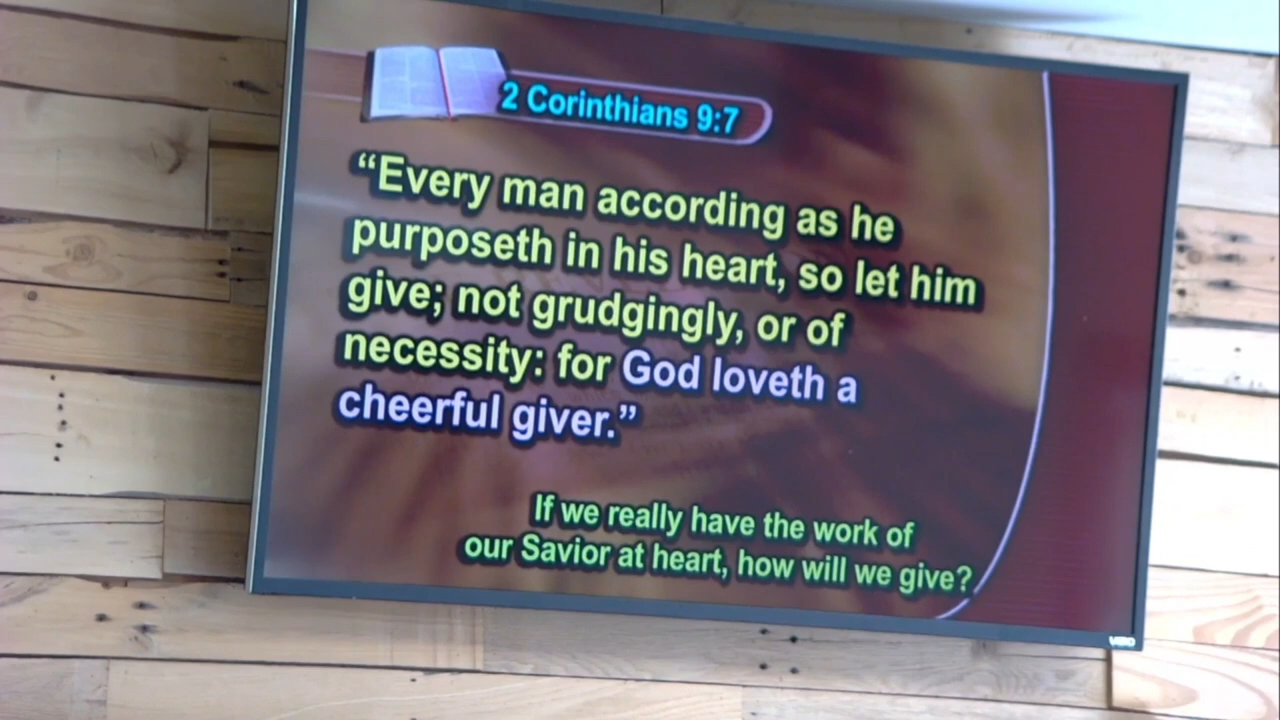 2 Corinthians 9:7
“Every man according as he
purposeth in his heart, so let him
give; not grudgingly, or of
necessity: for God loveth a
cheerful giver.”
If we really have the work of
our Savior at heart, how will we give?
VIZIO